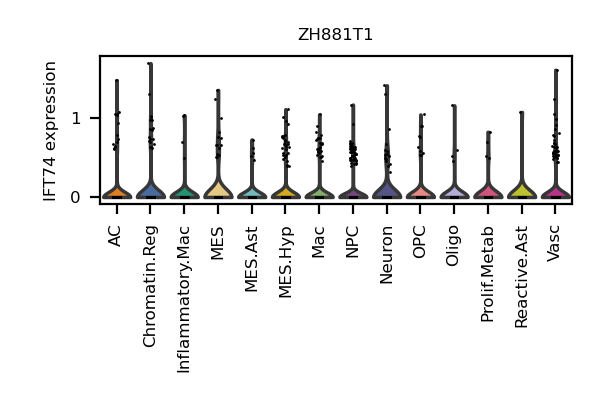 ZH881T1
IFT74 expression
1
0
AC
Chromatin.Reg
Inflammatory.Mac
MES
MES.Ast
MES.Hyp
Mac
NPC
Neuron
OPC
Oligo
Prolif.Metab
Reactive.Ast
Vasc